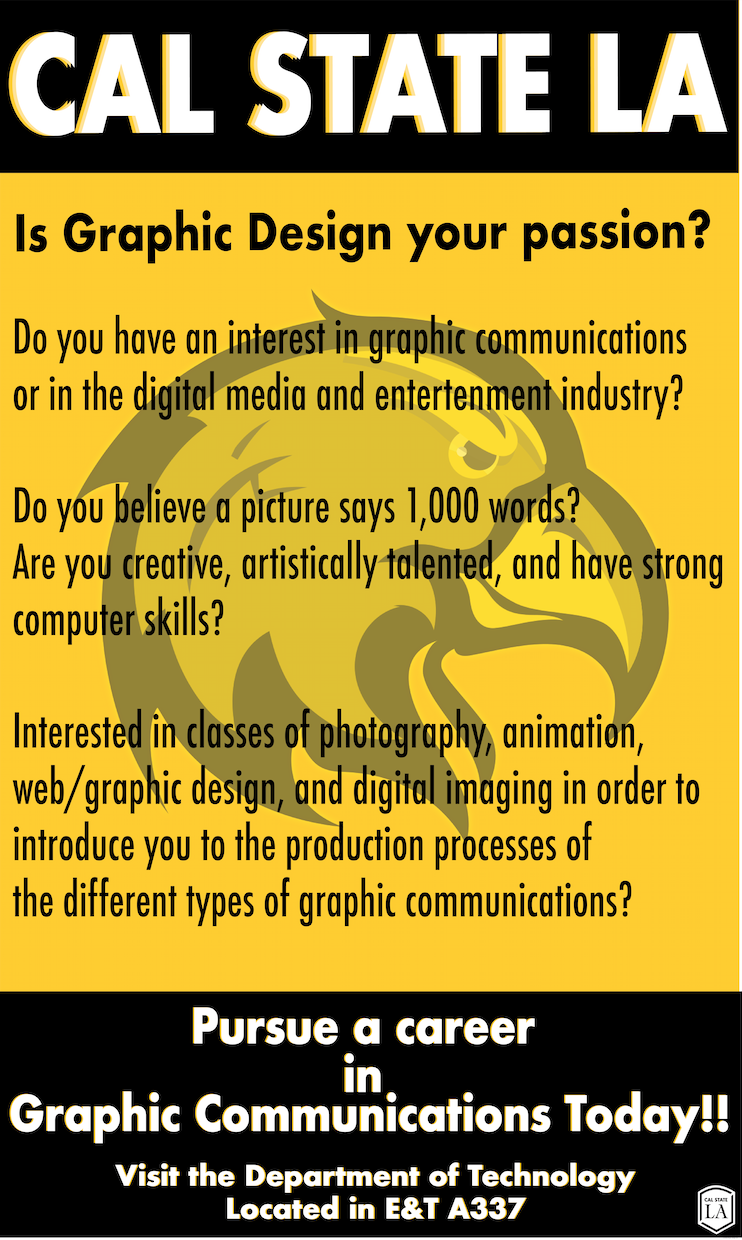 CAL STATE LA
Is Graphic Design your passion?
Do you have an interest in graphic communications
or in the digital media and entertenment industry?
Do you believe a picture says 1,000 words?
Are you creative, artistically talented, and have strong
computer skills?
Interested in classes of photography, animation,
web/graphic design, and digital imaging in order to
introduce you to the production processes of
the different types of graphic communications?
Pursue a career
in
Graphic Communications Today!!
Visit the Department of Technology
Located in E&T A337
CAL STATE
LA